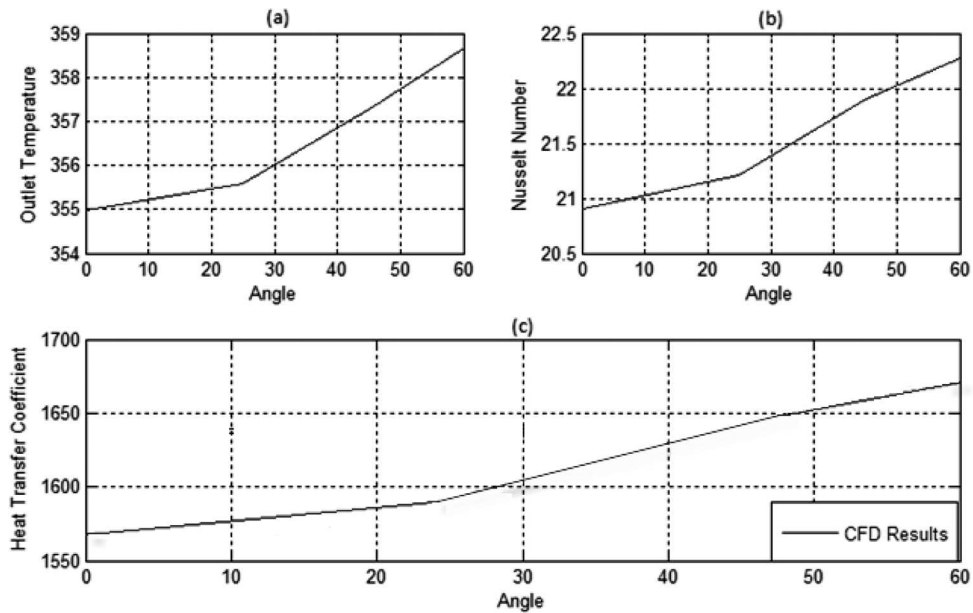 (a)
359
358
357
356
355
354
0 10 20 30 40 50 60
Angle
Outlet Temperature
(b)
22.5
22
21.5
21
20.5
0 10 20 30 40 50 60
Angle
Nusselt Number
(c)
1700
1650
1600
1550
0 10 20 30 40 50 60
Angle
Heat Transfer Coefficient
CFD Results